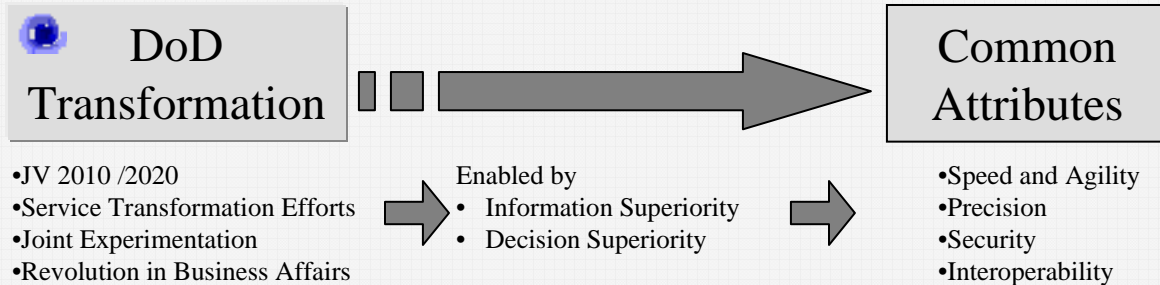 DoD
Transformation
Common
Attributes
•JV 2010 /2020
•Service Transformation Efforts
•Joint Experimentation
•Revolution in Business Affairs
Enabled by
• Information Superiority
• Decision Superiority
•Speed and Agility
•Precision
•Security
•Interoperability